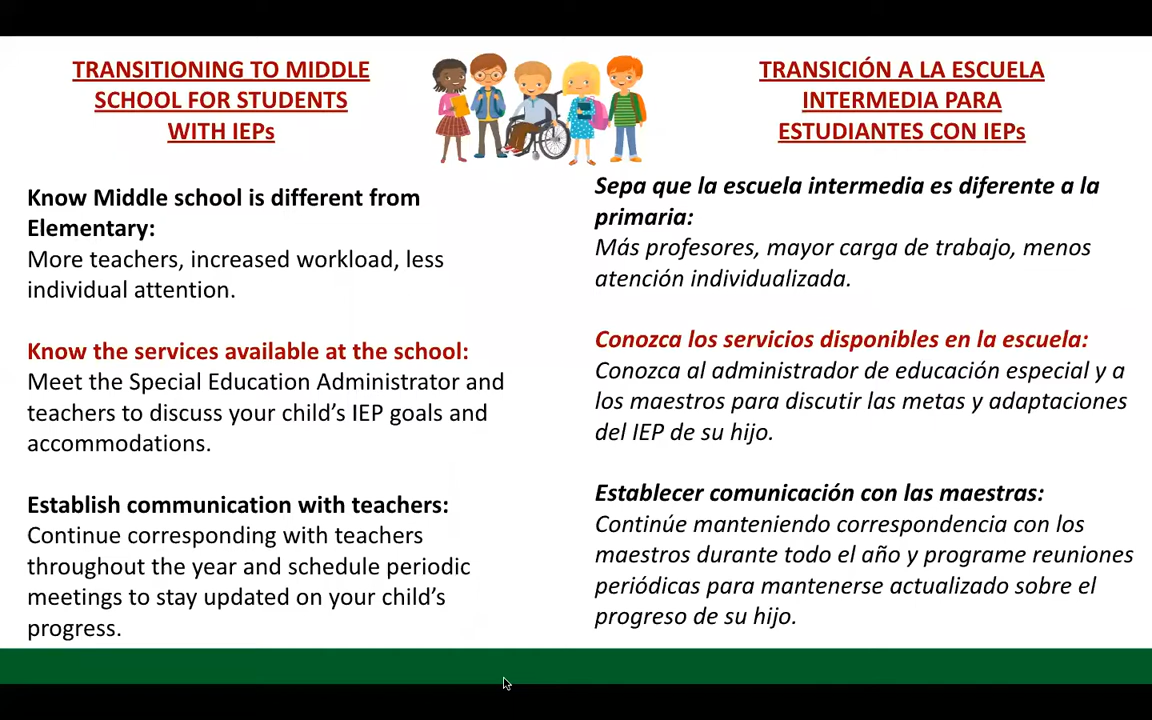 TRANSITIONING TO MIDDLE
SCHOOL FOR STUDENTS
WITH IEPs
Know Middle school is different from
Elementary:
More teachers, increased workload, less
individual attention.
Know the services available at the school:
Meet the Special Education Administrator and
teachers to discuss your child’s IEP goals and
accommodations.
Establish communication with teachers:
Continue corresponding with teachers
throughout the year and schedule periodic
meetings to stay updated on your child’s
progress.
TRANSICIÓN A LA ESCUELA
INTERMEDIA PARA
ESTUDIANTES CON IEPs
Sepa que la escuela intermedia es diferente a la
primaria:
Más profesores, mayor carga de trabajo, menos
atención individualizada.
Conozca los servicios disponibles en la escuela:
Conozca al administrador de educación especial y a
los maestros para discutir las metas y adaptaciones
del IEP de su hijo.
Establecer comunicación con las maestras:
Continúe manteniendo correspondencia con los
maestros durante todo el año y programe reuniones
periódicas para mantenerse actualizado sobre el
progreso de su hijo.